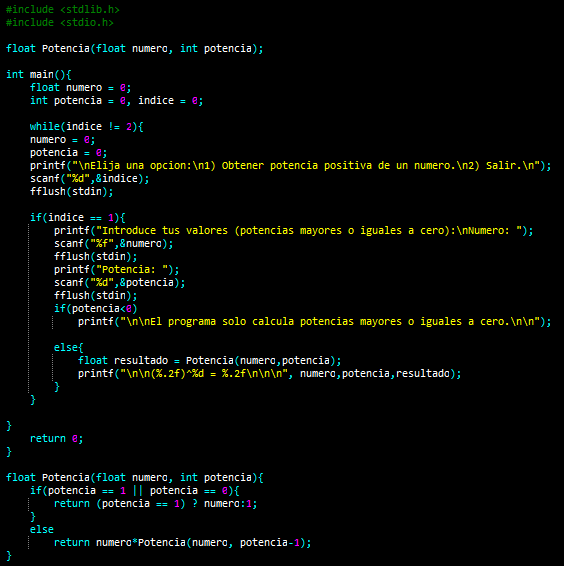 #include <stdlib.h>
#include <stdio.h>
float Potencia(float numero, int potencia);
int main(){
float numero = 0;
int potencia = 0, indice = 0;
while(indice != 2){
numero = 0;
potencia = 0;
printf("\nElija una opcion:\n1) Obtener potencia positiva de un numero.\n2) Salir.\n");
scanf("%d",&indice);
fflush(stdin);
if(indice == 1){
printf("Introduce tus valores (potencias mayores o iguales a cero):\nNumero: ");
scanf("%f",&numero);
fflush(stdin);
printf("Potencia: ");
scanf("%d",&potencia);
fflush(stdin);
if(potencia<0)
printf("\n\nEl programa solo calcula potencias mayores o iguales a cero.\n\n");
else{
float resultado = Potencia(numero,potencia);
printf("\n\n(%.2f)^%d = %.2f\n\n\n", numero,potencia,resultado);
}
}
}
return 0;
}
float Potencia(float numero, int potencia){
if(potencia == 1 || potencia == 0){
return (potencia == 1) ? numero:1;
}
else
return numero*Potencia(numero, potencia-1);
}